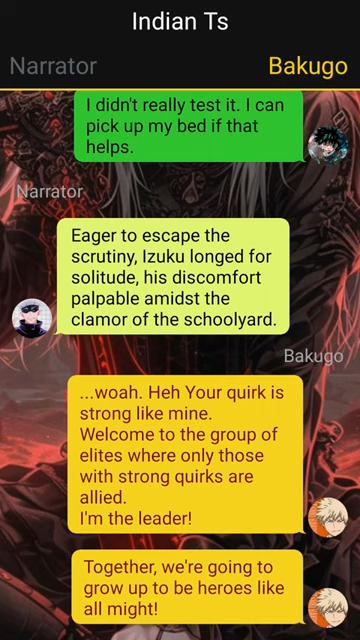 Indian Ts
Narrator
Bakugo
I didn't really test it. I can
pick up my bed if that
helps.
Narrator
Eager to escape the
scrutiny, Izuku longed for
solitude, his discomfort
palpable amidst the
clamor of the schoolyard.
Bakugo
...woah. Heh Your quirk is
strong like mine.
Welcome to the group of
elites where only those
with strong quirks are
allied.
I'm the leader!
Together, we're going to
grow up to be heroes like
all might!